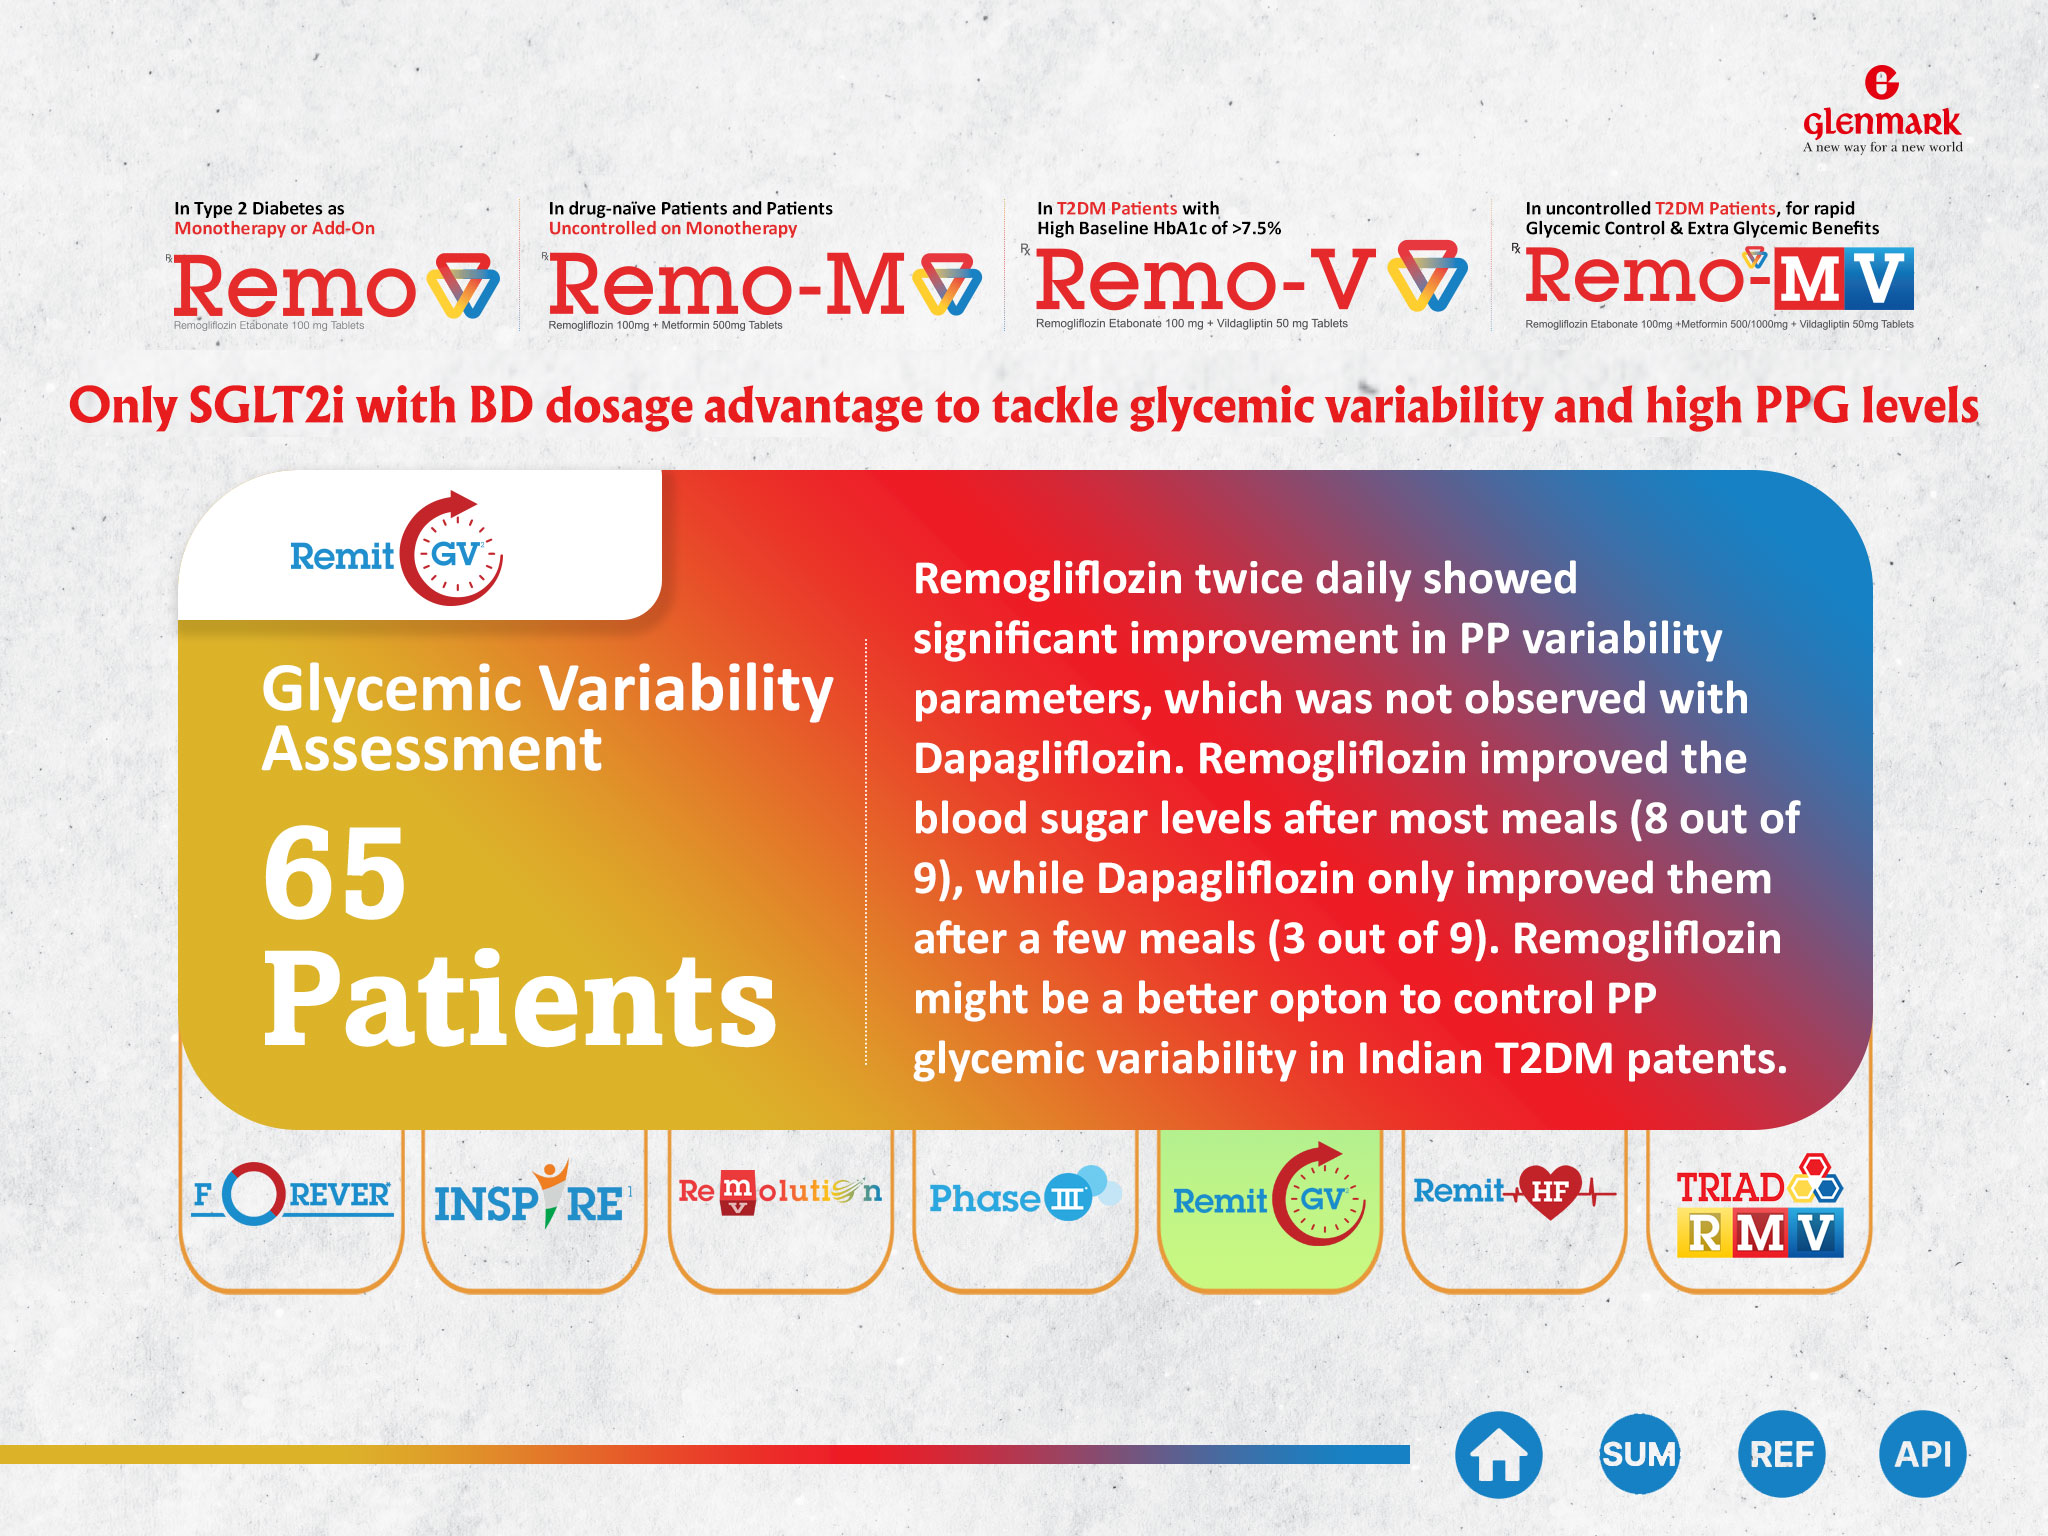 glenmark
A new way for a new world
In Type 2 Diabetes as
Monotherapy or Add-On
Rx Remo
Remogliflozin Etabonate 100 mg Tablets
In drug-naïve Patients and Patients
Uncontrolled on Monotherapy
Rx Remo-M
Remogliflozin 100mg + Metformin 500mg Tablets
In T2DM Patients with
High Baseline HbA1c of >7.5%
Rx Remo-V
Remogliflozin Etabonate 100 mg + Vildagliptin 50 mg Tablets
In uncontrolled T2DM Patients, for rapid
Glycemic Control & Extra Glycemic Benefits
Rx Remo-MV
Remogliflozin Etabonate 100mg +Metformin 500/1000mg + Vildagliptin 50mg Tablets
Only SGLT2i with BD dosage advantage to tackle glycemic variability and high PPG levels
Remit GV2
Glycemic Variability
Assessment
65
Patients
Remogliflozin twice daily showed
significant improvement in PP variability
parameters, which was not observed with
Dapagliflozin. Remogliflozin improved the
blood sugar levels after most meals (8 out of
9), while Dapagliflozin only improved them
after a few meals (3 out of 9). Remogliflozin
might be a better opton to control PP
glycemic variability in Indian T2DM patents.
FOREVER
INSPIRE1
Remvolution
Phase III
Remit GV2
Remit HF
TRIAD
RMV
SUM
REF
API